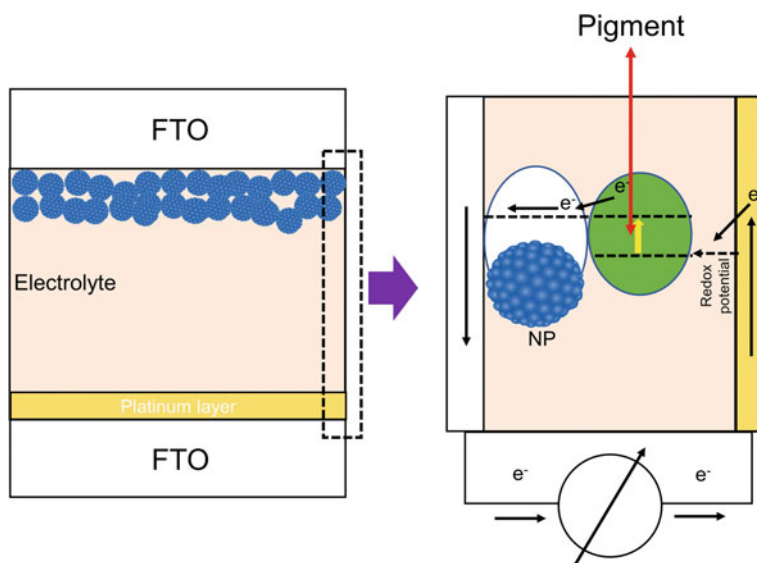 FTO
Electrolyte
Platinum layer
FTO
Pigment
e-
e-
e
Redox
potential
NP
e-
e-